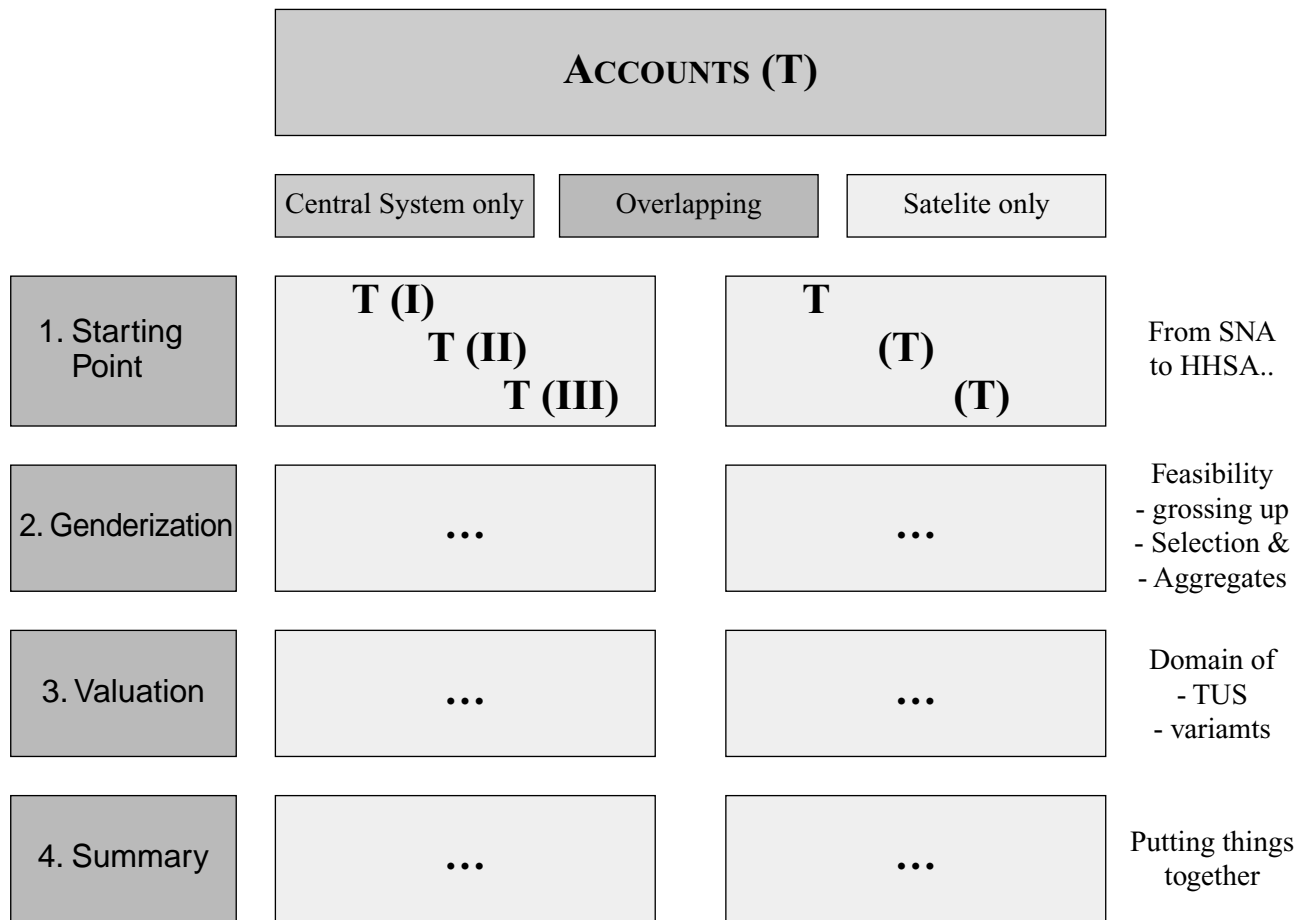 ACCOUNTS (T)
Central System only
Overlapping
Satelite only
1. Starting
Point
T (I)
T (II)
T (III)
T
(T)
(T)
From SNA
to HHSA..
2. Genderization
...
...
Feasibility
- grossing up
- Selection &
- Aggregates
3. Valuation
...
...
Domain of
- TUS
- variamts
4. Summary
...
...
Putting things
together